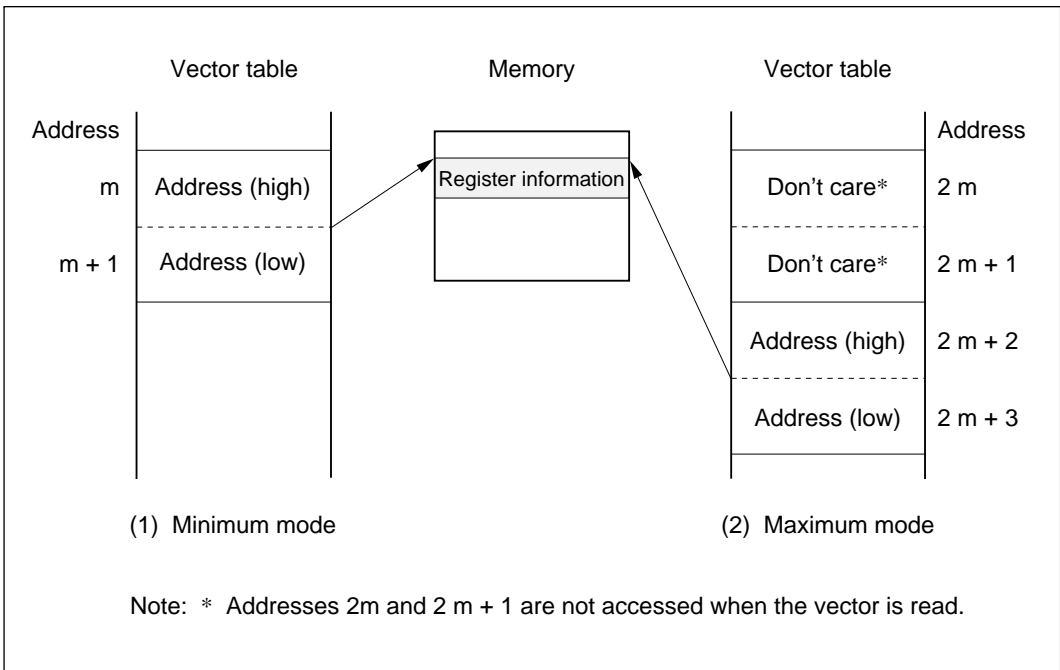 Vector table Memory Vector table
Address Address
m Address (high) Register information Don't care* 2 m
m + 1 Address (low) Don't care* 2 m + 1
Address (high) 2 m + 2
Address (low) 2 m + 3
(1) Minimum mode (2) Maximum mode
Note: * Addresses 2m and 2 m + 1 are not accessed when the vector is read.